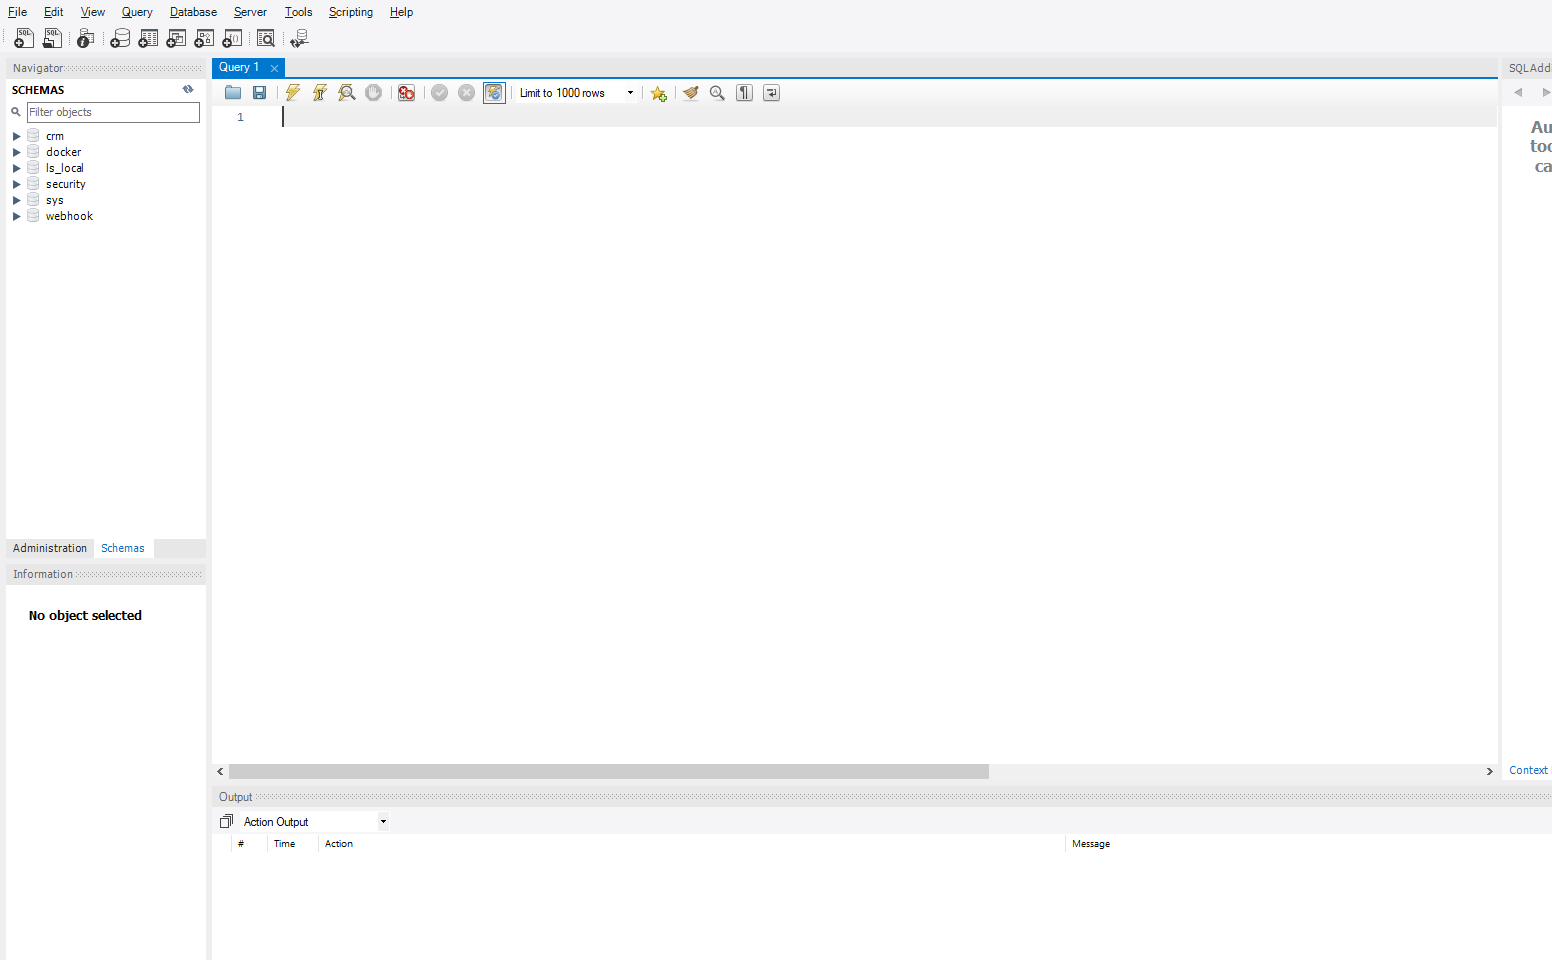 File Edit View Query Database Server Tools Scripting Help
SQL SQL
Navigator
SCHEMAS
Filter objects
crm
docker
ls_local
security
sys
webhook
Administration Schemas
Information
No object selected
Query 1
Limit to 1000 rows
1
SQLAdd
Au
too
ca
Context
Output
Action Output
# Time Action Message